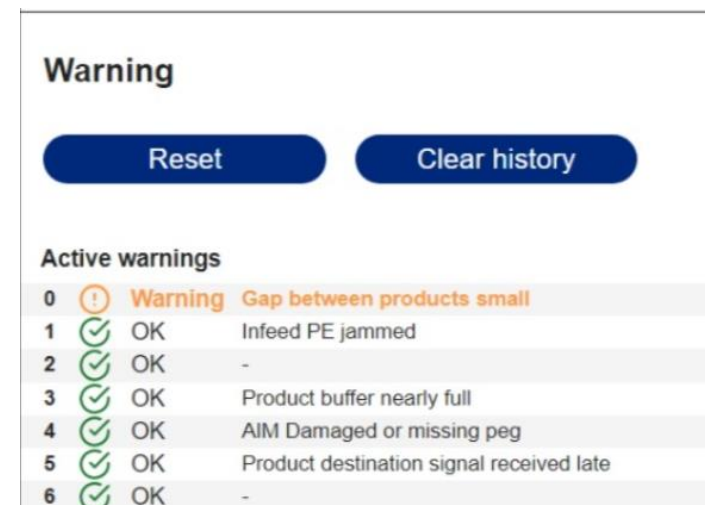 Warning
Reset Clear history
Active warnings
0 Warning Gap between products small
1 OK Infeed PE jammed
2 OK -
3 OK Product buffer nearly full
4 OK AIM Damaged or missing peg
5 OK Product destination signal received late
6 OK -